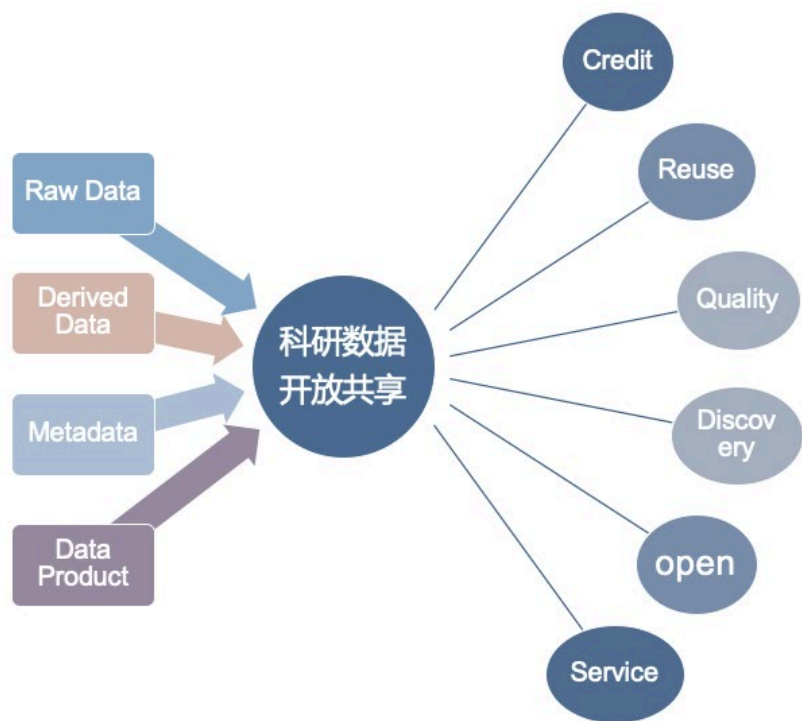 Raw Data
Derived
Data
Metadata
Data
Product
科研数据
开放共享
Credit
Reuse
Quality
Discov
ery
open
Service